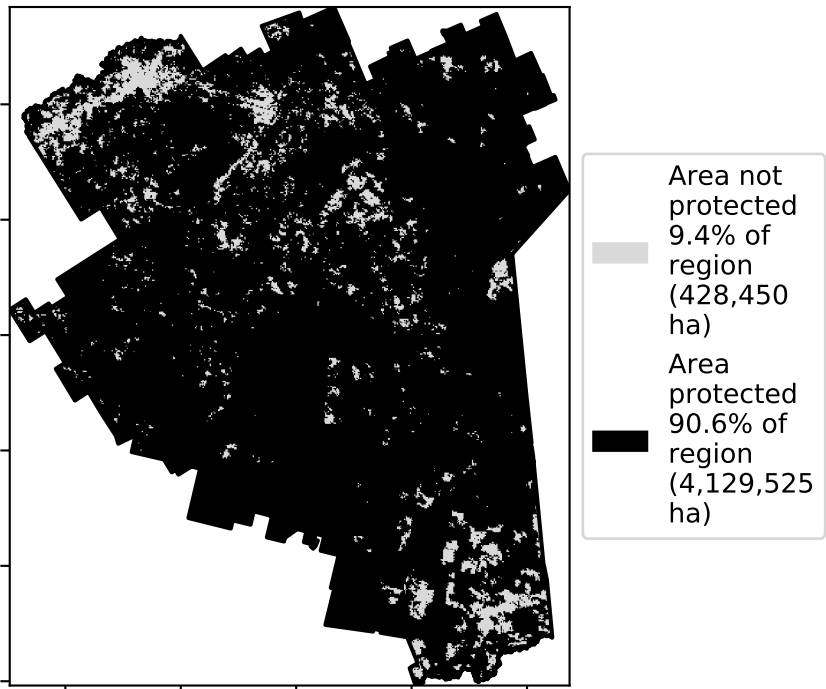 Area not
protected
9.4% of
region
(428,450
ha)
Area
protected
90.6% of
region
(4,129,525
ha)